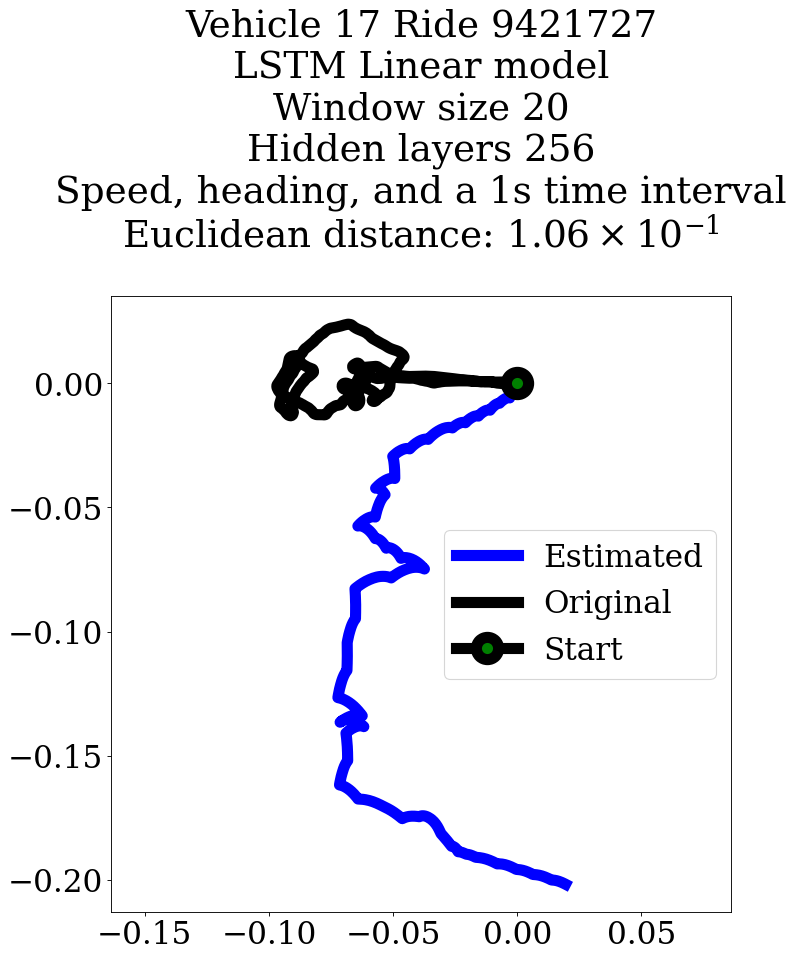 Vehicle 17 Ride 9421727
LSTM Linear model
Window size 20
Hidden layers 256
Speed, heading, and a 1s time interval
Euclidean distance: 1.06 × 10⁻¹
0.00
−0.05
−0.10
−0.15
−0.20
Estimated
Original
Start
−0.15 −0.10 −0.05 0.00 0.05